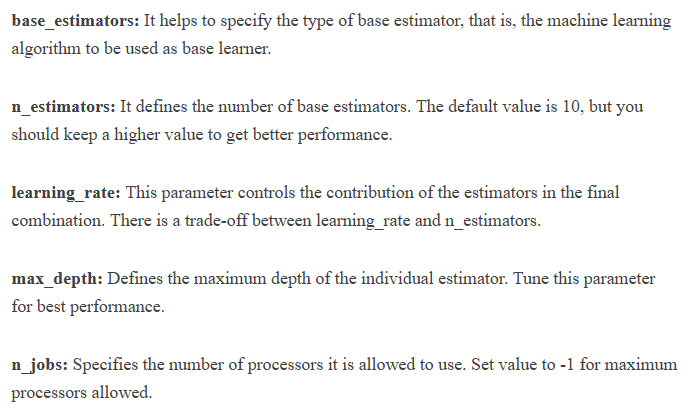 base_estimators: It helps to specify the type of base estimator, that is, the machine learning
algorithm to be used as base learner.
n_estimators: It defines the number of base estimators. The default value is 10, but you
should keep a higher value to get better performance.
learning_rate: This parameter controls the contribution of the estimators in the final
combination. There is a trade-off between learning_rate and n_estimators.
max_depth: Defines the maximum depth of the individual estimator. Tune this parameter
for best performance.
n_jobs: Specifies the number of processors it is allowed to use. Set value to -1 for maximum
processors allowed.